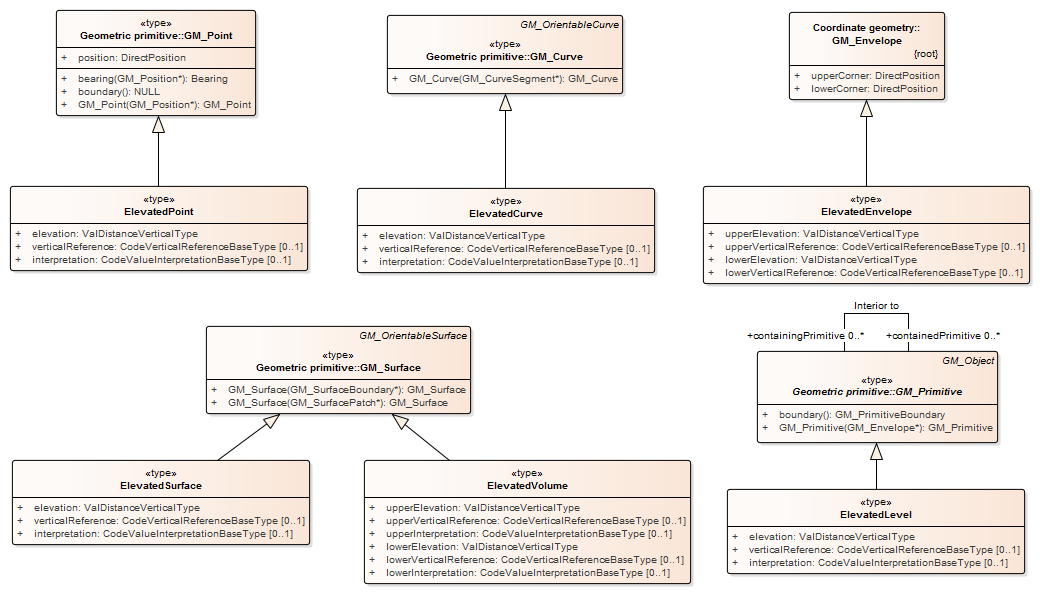 «type»
Geometric primitive::GM_Point
+ position: DirectPosition
+ bearing(GM_Position*): Bearing
+ boundary(): NULL
+ GM_Point(GM_Position*): GM_Point
GM_OrientableCurve
«type»
Geometric primitive::GM_Curve
+ GM_Curve(GM_CurveSegment*): GM_Curve
Coordinate geometry::
GM_Envelope
{root}
+ upperCorner: DirectPosition
+ lowerCorner: DirectPosition
«type»
ElevatedPoint
+ elevation: ValDistanceVerticalType
+ verticalReference: CodeVerticalReferenceBaseType [0..1]
+ interpretation: CodeValueInterpretationBaseType [0..1]
«type»
ElevatedCurve
+ elevation: ValDistanceVerticalType
+ verticalReference: CodeVerticalReferenceBaseType [0..1]
+ interpretation: CodeValueInterpretationBaseType [0..1]
«type»
ElevatedEnvelope
+ upperElevation: ValDistanceVerticalType
+ upperVerticalReference: CodeVerticalReferenceBaseType [0..1]
+ lowerElevation: ValDistanceVerticalType
+ lowerVerticalReference: CodeVerticalReferenceBaseType [0..1]
GM_OrientableSurface
«type»
Geometric primitive::GM_Surface
+ GM_Surface(GM_SurfaceBoundary*): GM_Surface
+ GM_Surface(GM_SurfacePatch*): GM_Surface
Interior to
+containingPrimitive 0..* +containedPrimitive 0..*
GM_Object
«type»
Geometric primitive::GM_Primitive
+ boundary(): GM_PrimitiveBoundary
+ GM_Primitive(GM_Envelope*): GM_Primitive
«type»
ElevatedSurface
+ elevation: ValDistanceVerticalType
+ verticalReference: CodeVerticalReferenceBaseType [0..1]
+ interpretation: CodeValueInterpretationBaseType [0..1]
«type»
ElevatedVolume
+ upperElevation: ValDistanceVerticalType
+ upperVerticalReference: CodeVerticalReferenceBaseType [0..1]
+ upperInterpretation: CodeValueInterpretationBaseType [0..1]
+ lowerElevation: ValDistanceVerticalType
+ lowerVerticalReference: CodeVerticalReferenceBaseType [0..1]
+ lowerInterpretation: CodeValueInterpretationBaseType [0..1]
«type»
ElevatedLevel
+ elevation: ValDistanceVerticalType
+ verticalReference: CodeVerticalReferenceBaseType [0..1]
+ interpretation: CodeValueInterpretationBaseType [0..1]